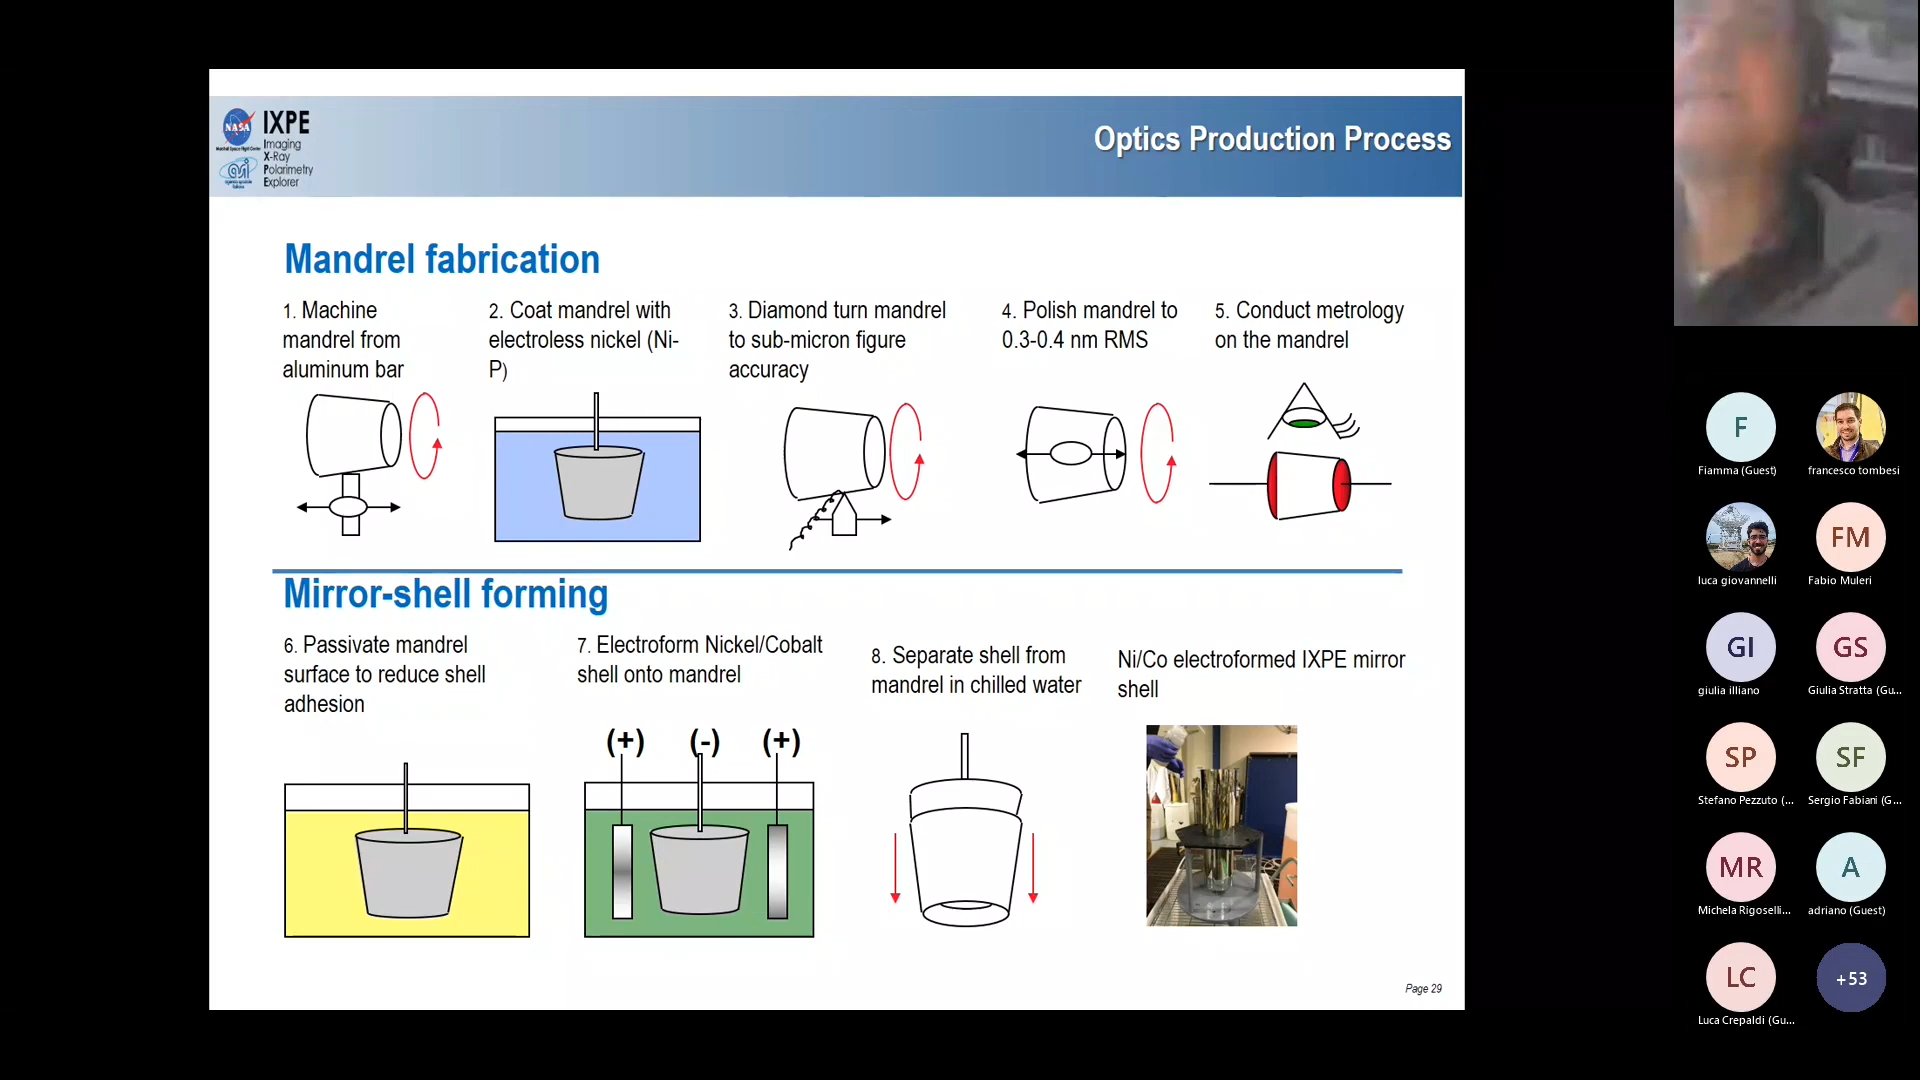 NASA
IXPE
Imaging
X-Ray
Polarimetry
Explorer
asi
Optics Production Process
Mandrel fabrication
1. Machine
mandrel from
aluminum bar
2. Coat mandrel with
electroless nickel (Ni-
P)
3. Diamond turn mandrel
to sub-micron figure
accuracy
4. Polish mandrel to
0.3-0.4 nm RMS
5. Conduct metrology
on the mandrel
Mirror-shell forming
6. Passivate mandrel
surface to reduce shell
adhesion
7. Electroform Nickel/Cobalt
shell onto mandrel
(+) (-) (+)
8. Separate shell from
mandrel in chilled water
Ni/Co electroformed IXPE mirror
shell
Page 29
F
Fiamma (Guest)
francesco tombesi
luca giovannelli
FM
Fabio Muleri
GI
giulia illiano
GS
Giulia Stratta (Gu...
SP
Stefano Pezzuto (...
SF
Sergio Fabiani (G...
MR
Michela Rigoselli...
A
adriano (Guest)
LC
Luca Crepaldi (Gu...
+53